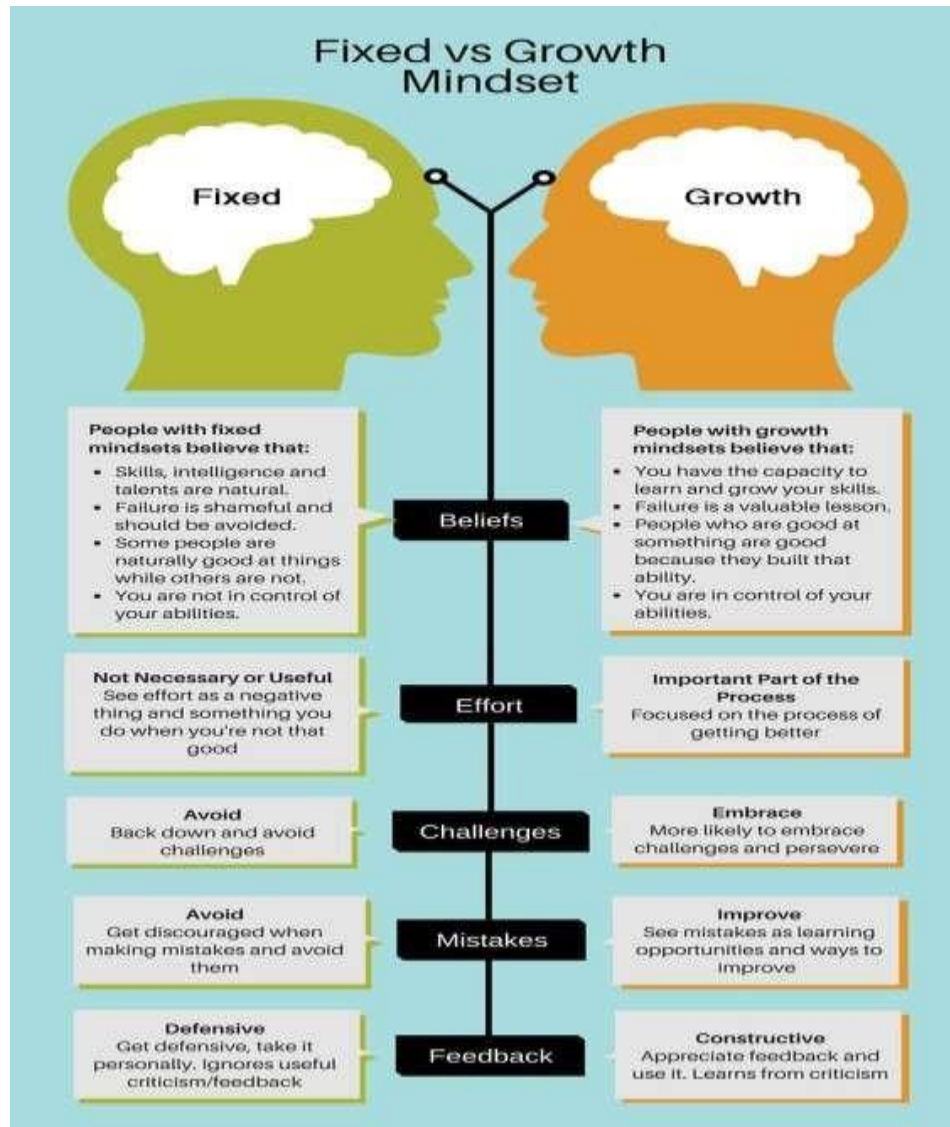 Fixed vs Growth
Mindset
Fixed
Growth
People with fixed
mindsets believe that:
• Skills, intelligence and
talents are natural.
• Failure is shameful and
should be avoided.
• Some people are
naturally good at things
while others are not.
• You are not in control of
your abilities.
Beliefs
People with growth
mindsets believe that:
• You have the capacity to
learn and grow your skills.
• Failure is a valuable lesson.
• People who are good at
something are good
because they built that
ability.
• You are in control of your
abilities.
Not Necessary or Useful
See effort as a negative
thing and something you
do when you're not that
good
Effort
Important Part of the
Process
Focused on the process of
getting better
Avoid
Back down and avoid
challenges
Challenges
Embrace
More likely to embrace
challenges and persevere
Avoid
Get discouraged when
making mistakes and avoid
them
Mistakes
Improve
See mistakes as learning
opportunities and ways to
improve
Defensive
Get defensive, take it
personally. Ignores useful
criticism/feedback
Feedback
Constructive
Appreciate feedback and
use it. Learns from criticism